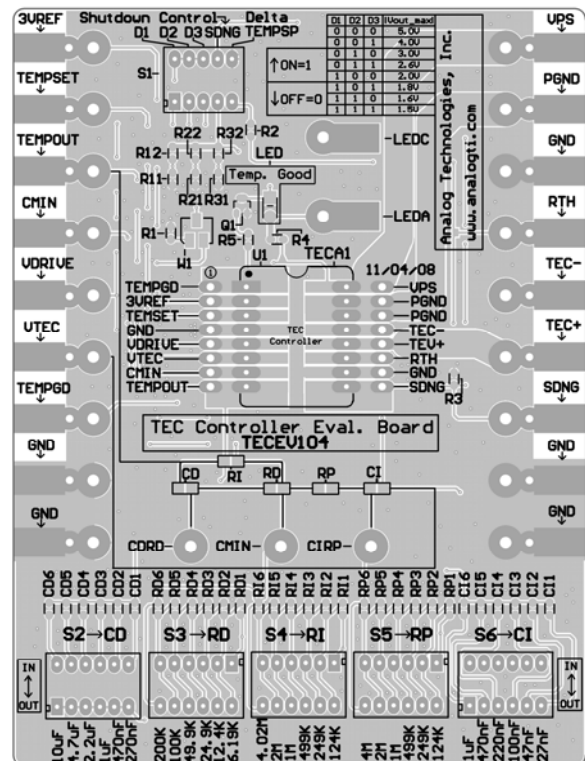 Shutdown Control Delta
D1 D2 D3 SDNG TEMPSP
S1
D1 D2 D3 |Vout_max|
0 0 0 5.0V
0 0 1 4.0V
0 1 0 3.0V
0 1 1 2.6V
1 0 0 2.0V
1 0 1 1.8V
1 1 0 1.6V
1 1 1 1.5V
↑ON=1
↓OFF=0
Analog Technologies, Inc.
www.analogti.com
3VREF
TEMPSET
TEMPOUT
CMIN
VDRIVE
VTEC
TEMPGD
GND
GND
VPS
PGND
GND
RTH
TEC-
TEC+
SDNG
GND
GND
R22 R32 R2
R12
R11
R21 R31
LED
Temp. Good
LEDC
LEDA
R1
W1
Q1
R5
R4
U1
TECA1
11/04/08
TEMPGD
3VREF
TEMSET
GND
VDRIVE
VTEC
CMIN
TEMPOUT
1
TEC
Controller
VPS
PGND
PGND
TEC-
TEV+
RTH
GND
SDNG
R3
TEC Controller Eval. Board
TECEV104
CD RI RD RP CI
CDRD CMIN CIRP
CD6 CD5 CD4 CD3 CD2 CD1
RD6 RD5 RD4 RD3 RD2 RD1
RI6 RI5 RI4 RI3 RI2 RI1
RP6 RP5 RP4 RP3 RP2 RP1
CI6 CI5 CI4 CI3 CI2 CI1
S2→CD
S3→RD
S4→RI
S5→RP
S6→CI
IN
OUT
IN
OUT
10uF 4.7uF 2.2uF 1uF 470nF 270nF
200K 100K 49.9K 24.9K 12.4K 6.19K
4.02M 2M 1M 499K 249K 124K
4M 2M 1M 499K 249K 124K
1uF 470nF 220nF 100nF 47nF 27nF